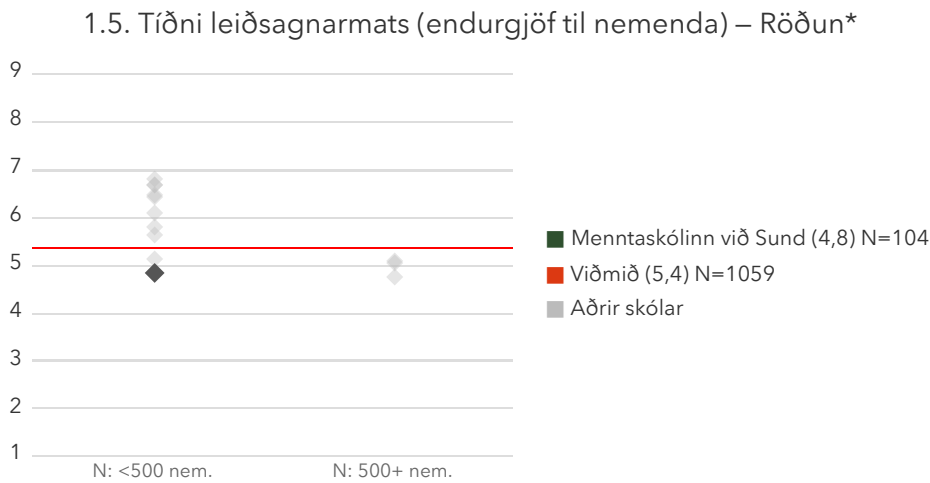 1.5. Tíðni leiðsagnarmats (endurgjöf til nemenda) – Röðun*
9
8
7
6
5
4
3
2
1
N: <500 nem.
N: 500+ nem.
Menntaskólinn við Sund (4,8) N=104
Viðmið (5,4) N=1059
Aðrir skólar